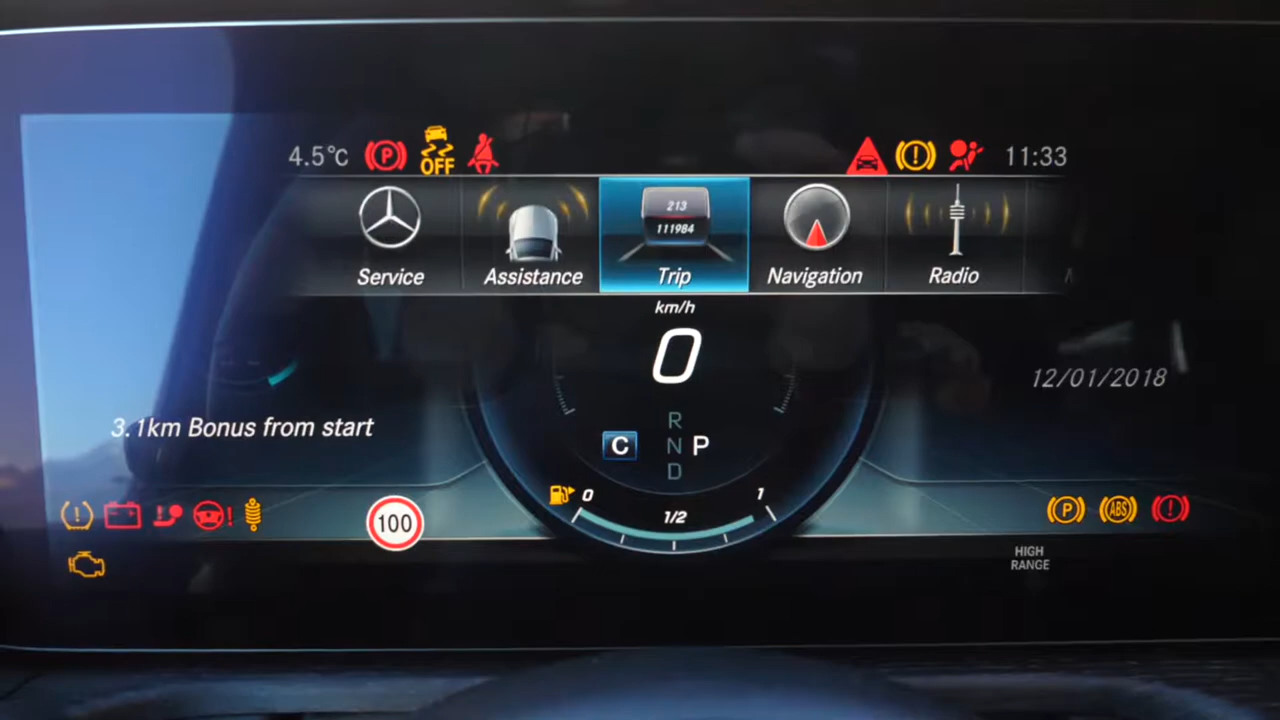 4.5°C
P
OFF
!
11:33
213
111984
Service
Assistance
Trip
Navigation
Radio
km/h
0
12/01/2018
3.1km Bonus from start
R
C
N
P
D
0
1
1/2
!
!
100
P
ABS
!
HIGH
RANGE